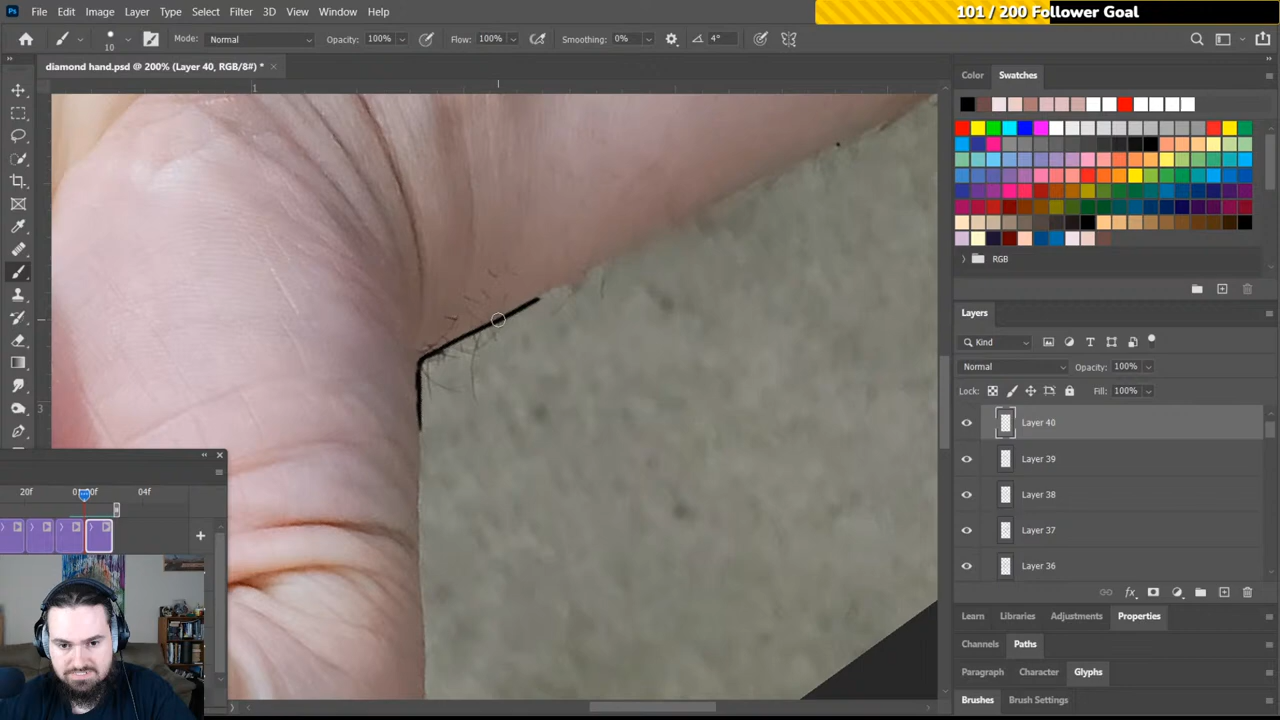 File Edit Image Layer Type Select Filter 3D View Window Help
101 / 200 Follower Goal
10 Mode: Normal Opacity: 100% Flow: 100% Smoothing: 0% 4°
diamond hand.psd @ 200% (Layer 40, RGB/8#) *
Color Swatches
1
3
RGB
Layers
Kind
Normal Opacity: 100%
Lock: Fill: 100%
Layer 40
Layer 39
Layer 38
Layer 37
Layer 36
20f 04f
Learn Libraries Adjustments Properties
Channels Paths
Paragraph Character Glyphs
Brushes Brush Settings